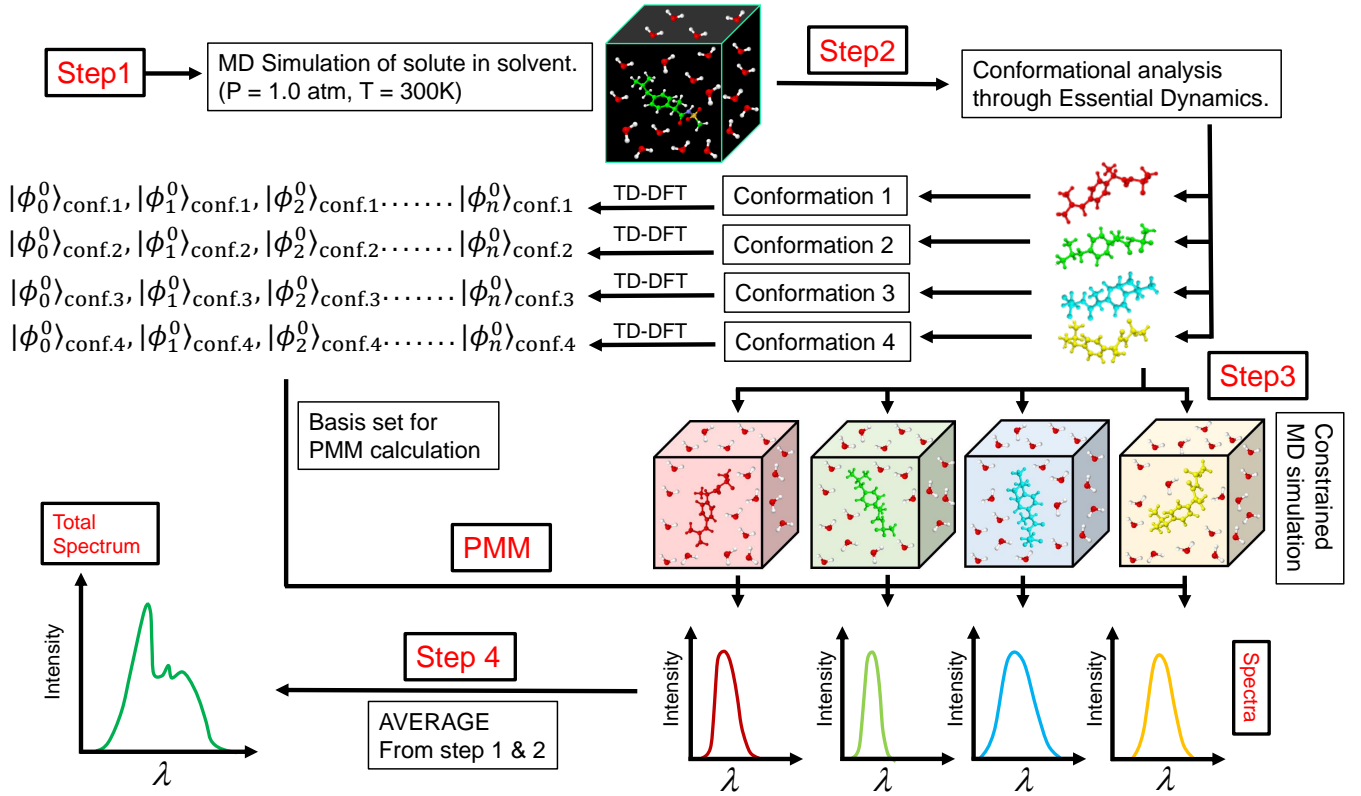 Step1
MD Simulation of solute in solvent.
(P = 1.0 atm, T = 300K)
Step2
Conformational analysis
through Essential Dynamics.
|ϕ₀⁰⟩conf.1, |ϕ₁⁰⟩conf.1, |ϕ₂⁰⟩conf.1....... |ϕₙ⁰⟩conf.1
TD-DFT
Conformation 1
|ϕ₀⁰⟩conf.2, |ϕ₁⁰⟩conf.2, |ϕ₂⁰⟩conf.2....... |ϕₙ⁰⟩conf.2
TD-DFT
Conformation 2
|ϕ₀⁰⟩conf.3, |ϕ₁⁰⟩conf.3, |ϕ₂⁰⟩conf.3....... |ϕₙ⁰⟩conf.3
TD-DFT
Conformation 3
|ϕ₀⁰⟩conf.4, |ϕ₁⁰⟩conf.4, |ϕ₂⁰⟩conf.4....... |ϕₙ⁰⟩conf.4
TD-DFT
Conformation 4
Step3
Basis set for
PMM calculation
Constrained
MD simulation
PMM
Total
Spectrum
Intensity
λ
Step 4
AVERAGE
From step 1 & 2
Intensity
λ
Intensity
λ
Intensity
λ
Intensity
λ
Spectra